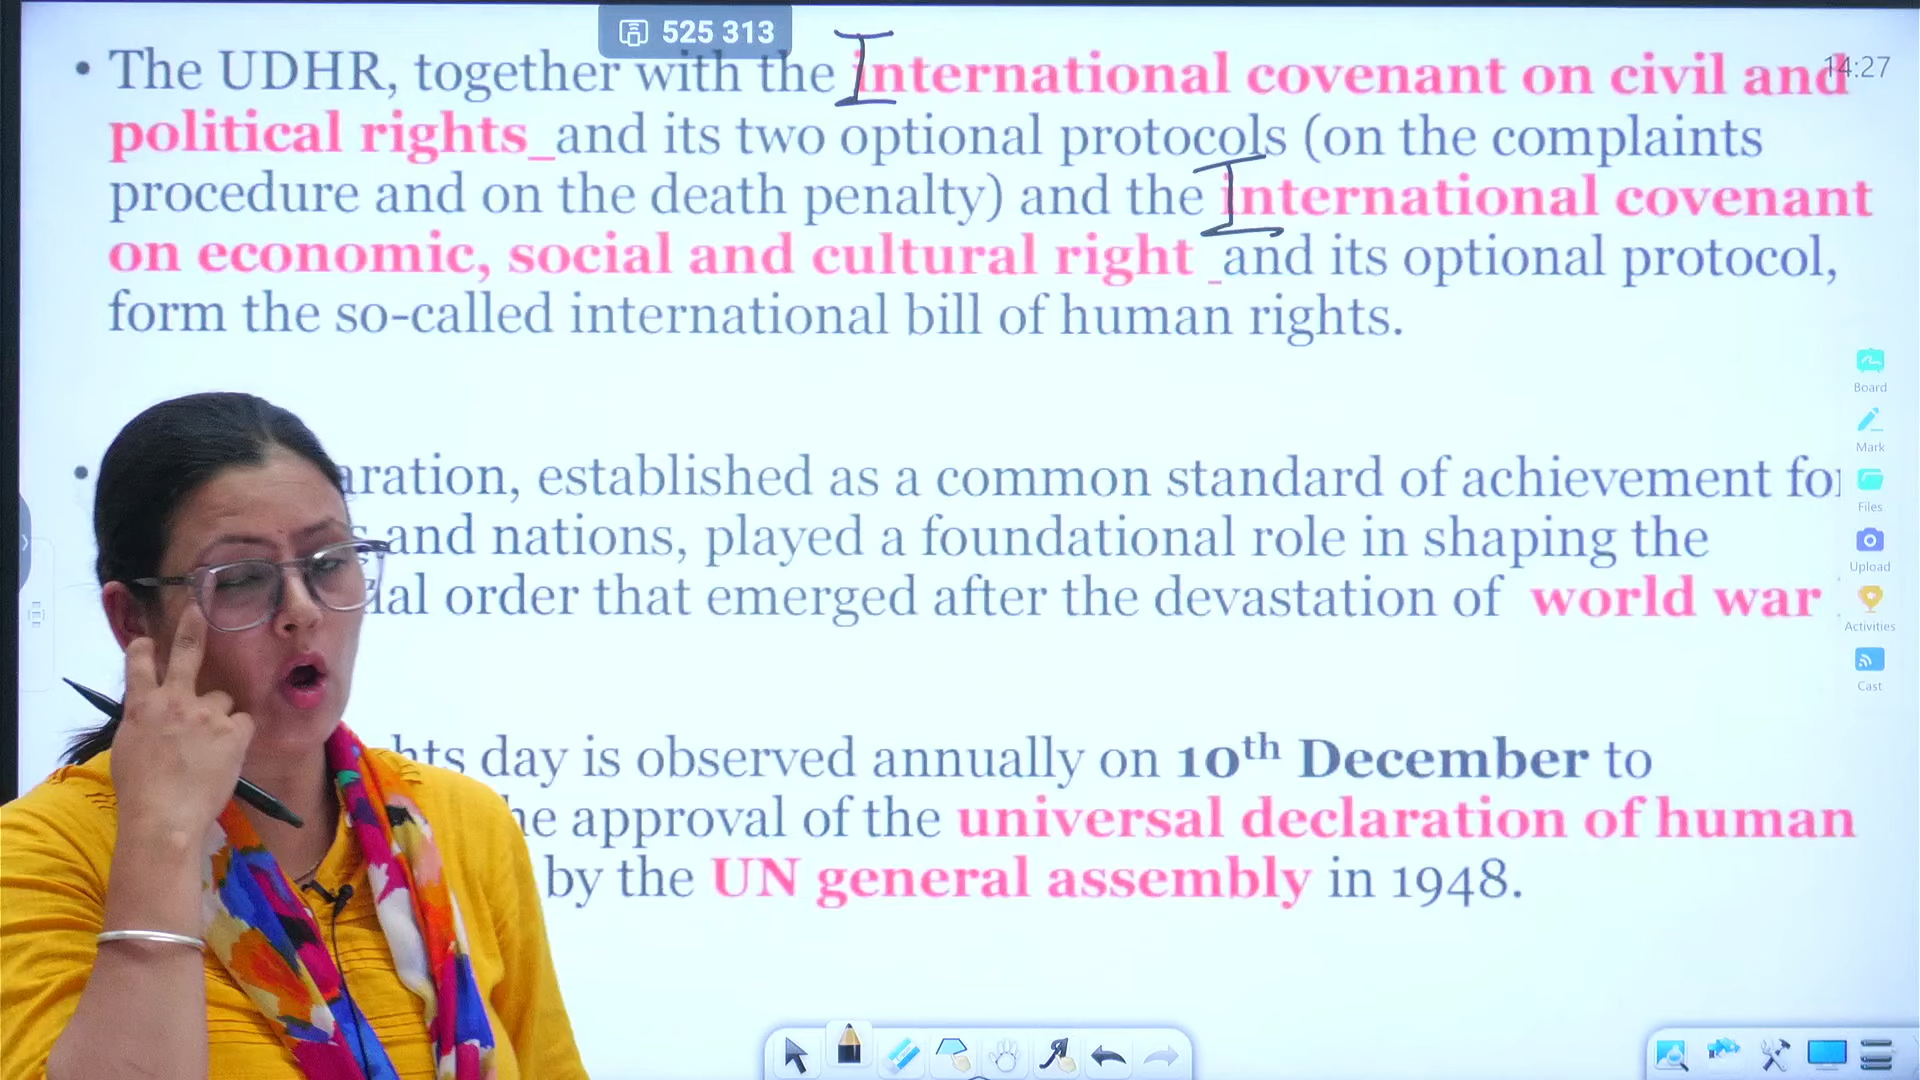 525 313
14:27
• The UDHR, together with the International covenant on civil and
political rights_and its two optional protocols (on the complaints
procedure and on the death penalty) and the International covenant
on economic, social and cultural right _and its optional protocol,
form the so-called international bill of human rights.
• aration, established as a common standard of achievement for
and nations, played a foundational role in shaping the
order that emerged after the devastation of world war
hts day is observed annually on 10th December to
he approval of the universal declaration of human
by the UN general assembly in 1948.
Board
Mark
Files
Upload
Activities
Cast